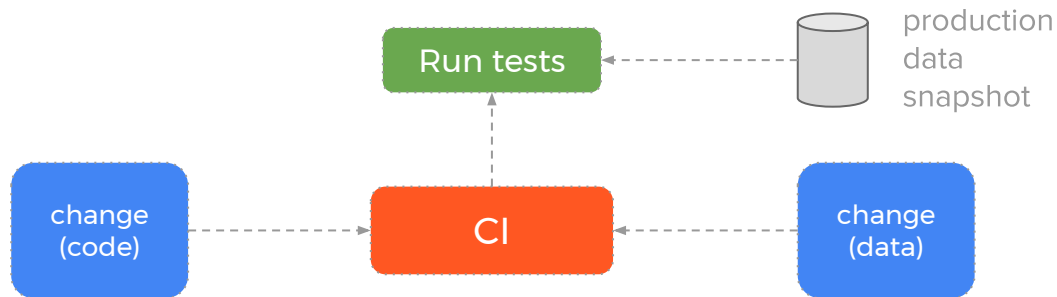 Run tests
production
data
snapshot
change
(code)
CI
change
(data)